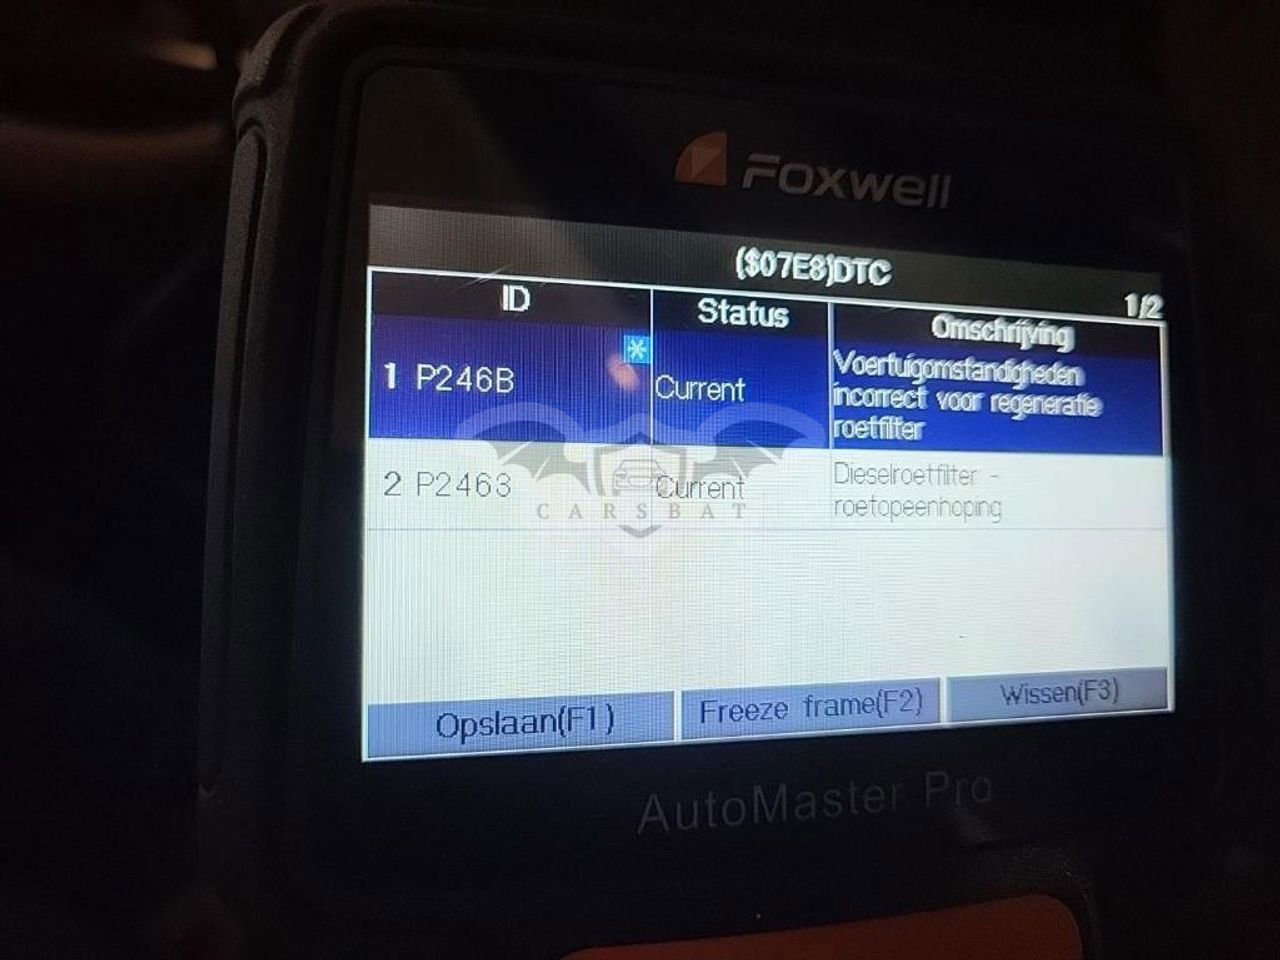 Foxwell
($07E8)DTC
1/2
ID
Status
Omschrijving
1 P246B
Current
Voertuigomstandigheden
incorrect voor regeneratie
roetfilter
2 P2463
Current
Dieselroetfilter -
roetopeenhoping
CARSBAT
Opslaan(F1)
Freeze frame(F2)
Wissen(F3)
AutoMaster Pro